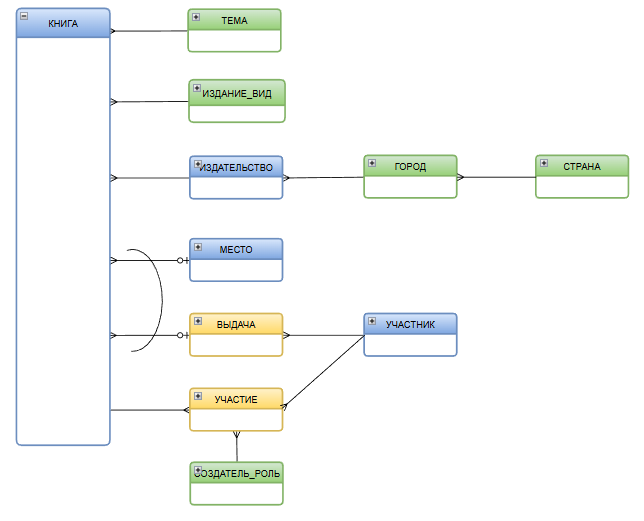 КНИГА
ТЕМА
ИЗДАНИЕ_ВИД
ИЗДАТЕЛЬСТВО
ГОРОД
СТРАНА
МЕСТО
ВЫДАЧА
УЧАСТНИК
УЧАСТИЕ
СОЗДАТЕЛЬ_РОЛЬ